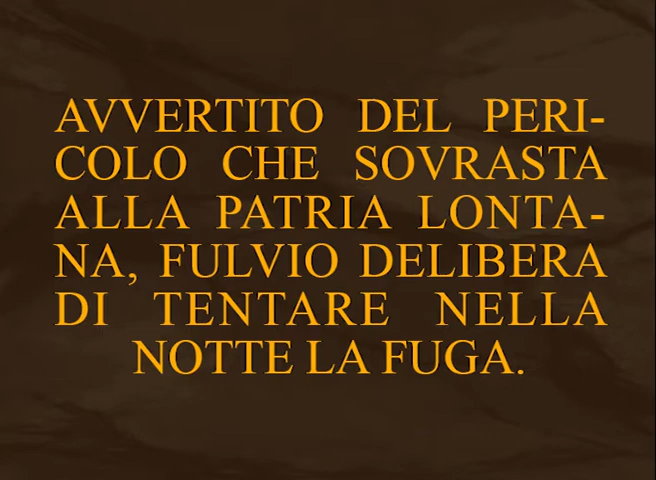 AVVERTITO DEL PERI-
COLO CHE SOVRASTA
ALLA PATRIA LONTA-
NA, FULVIO DELIBERA
DI TENTARE NELLA
NOTTE LA FUGA.